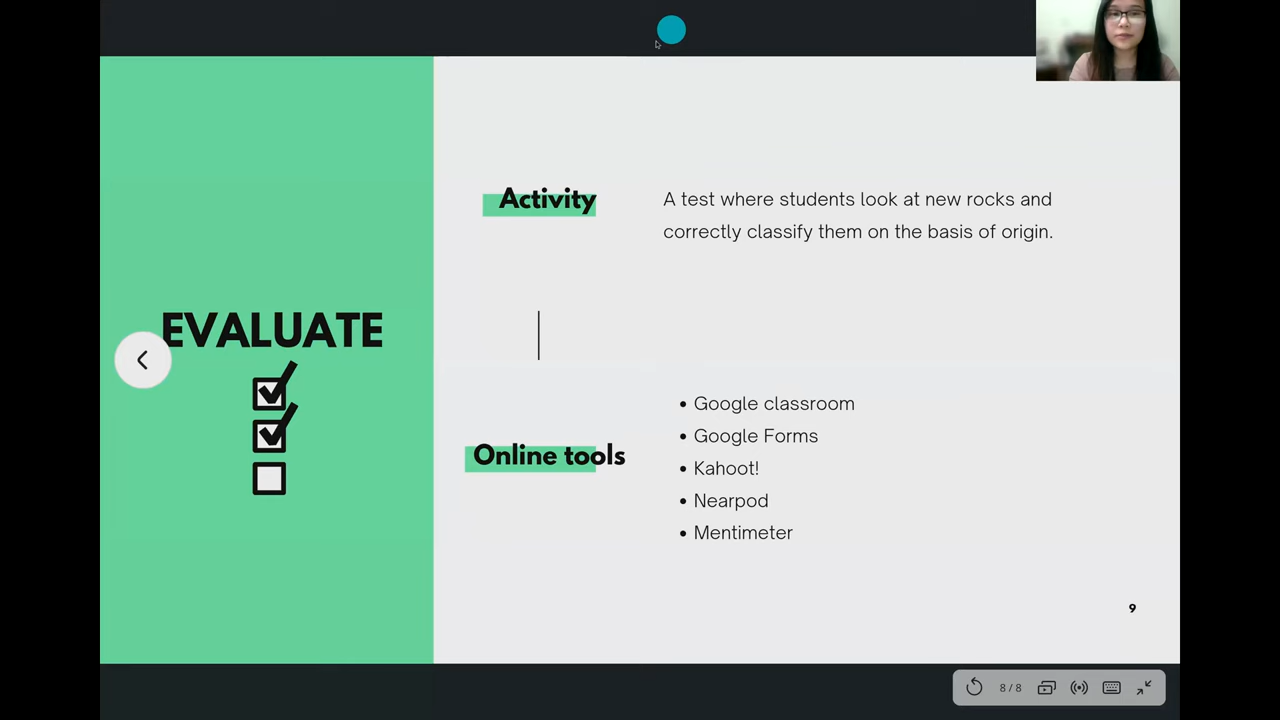 EVALUATE
Activity
A test where students look at new rocks and
correctly classify them on the basis of origin.
Online tools
• Google classroom
• Google Forms
• Kahoot!
• Nearpod
• Mentimeter
9
8 / 8